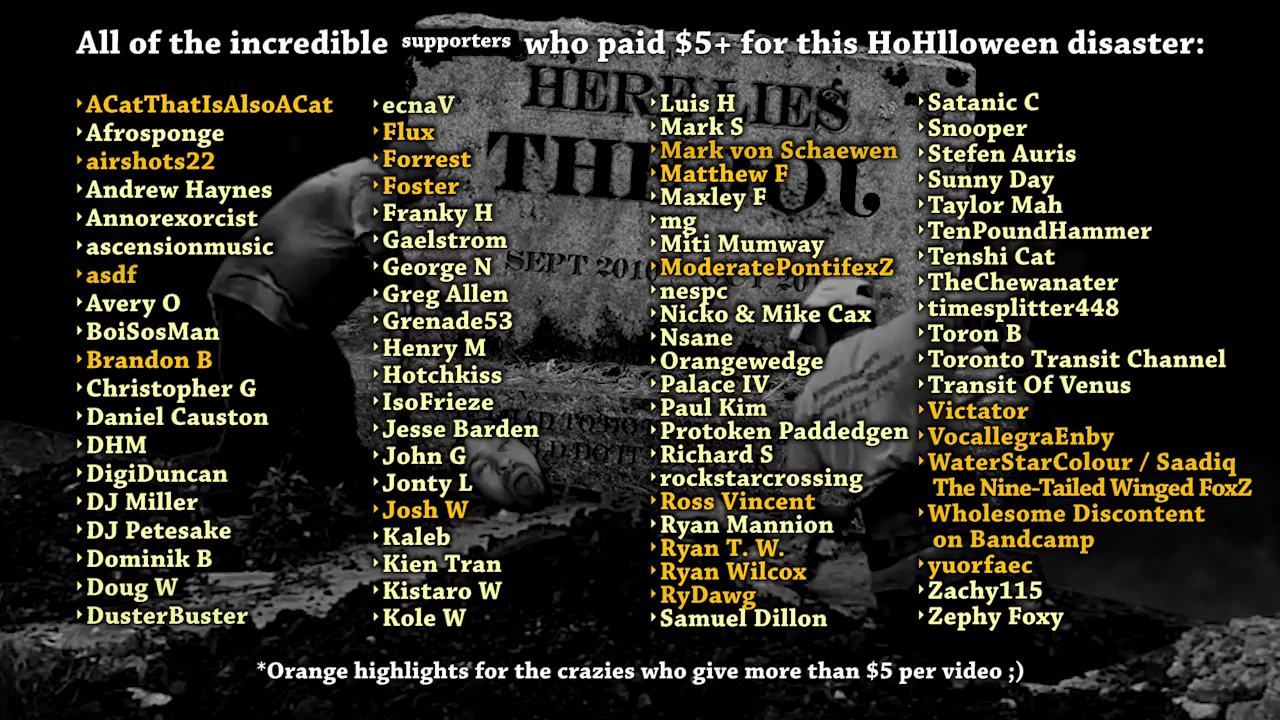 All of the incredible supporters who paid $5+ for this HoHlloween disaster:
HERE LIES
SEPT 201
ACatThatIsAlsoACat
Afrosponge
airshots22
Andrew Haynes
Annorexorcist
ascensionmusic
asdf
Avery O
BoiSosMan
Brandon B
Christopher G
Daniel Causton
DHM
DigiDuncan
DJ Miller
DJ Petesake
Dominik B
Doug W
DusterBuster
ecnaV
Flux
Forrest
Foster
Franky H
Gaelstrom
George N
Greg Allen
Grenade53
Henry M
Hotchkiss
IsoFrieze
Jesse Barden
John G
Jonty L
Josh W
Kaleb
Kien Tran
Kistaro W
Kole W
Luis H
Mark S
Mark von Schaewen
Matthew F
Maxley F
mg
Miti Mumway
ModeratePontifexZ
nespc
Nicko & Mike Cax
Nsane
Orangewedge
Palace IV
Paul Kim
Protoken Paddedgen
Richard S
rockstarcrossing
Ross Vincent
Ryan Mannion
Ryan T. W.
Ryan Wilcox
RyDawg
Samuel Dillon
Satanic C
Snooper
Stefen Auris
Sunny Day
Taylor Mah
TenPoundHammer
Tenshi Cat
TheChewanater
timesplitter448
Toron B
Toronto Transit Channel
Transit Of Venus
Victator
VocallegraEnby
WaterStarColour / Saadiq
The Nine-Tailed Winged FoxZ
Wholesome Discontent
on Bandcamp
yuorfaec
Zachy115
Zephy Foxy
*Orange highlights for the crazies who give more than $5 per video ;)